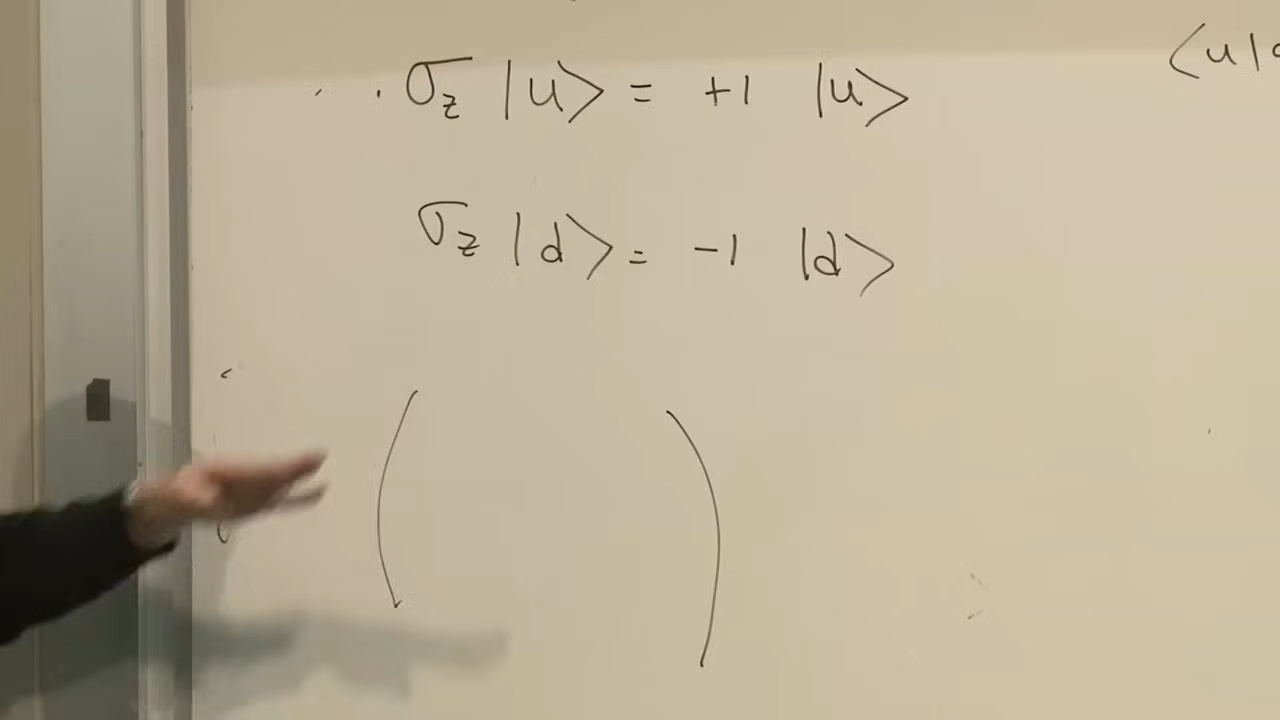 σz |u> = +1 |u>
⟨u|
σz |d> = -1 |d>
( )